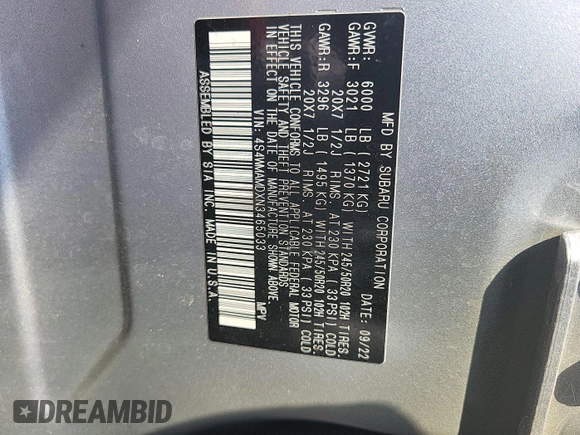 MFD BY SUBARU CORPORATION DATE: 09/22
GVWR: 6000 LB ( 2721 KG)
GAWR:F 3021 LB ( 1370 KG) WITH 245/50R20 102H TIRES.
20X7 1/2J RIMS. AT 230 KPA ( 33 PSI) COLD
GAWR:R 3296 LB ( 1495 KG) WITH 245/50R20 102H TIRES.
20X7 1/2J RIMS. AT 230 KPA ( 33 PSI) COLD
THIS VEHICLE CONFORMS TO ALL APPLICABLE FEDERAL MOTOR
VEHICLE SAFETY AND THEFT PREVENTION STANDARDS
IN EFFECT ON THE DATE OF MANUFACTURE SHOWN ABOVE.
4S4WMAMDXN3465033 MPV
ASSEMBLED BY SIA INC. MADE IN U.S.A.
DREAMBID